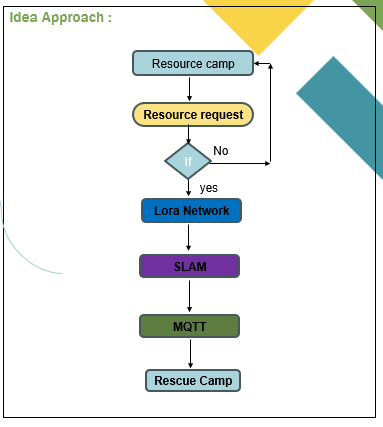 Idea Approach :
Resource camp
Resource request
If
No
yes
Lora Network
SLAM
MQTT
Rescue Camp